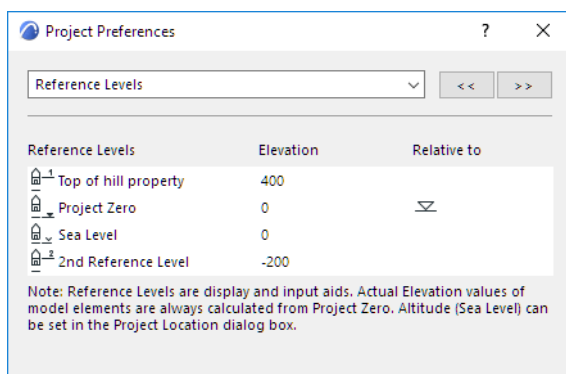 Project Preferences ? X
Reference Levels << >>
Reference Levels Elevation Relative to
1 Top of hill property 400
Project Zero 0
Sea Level 0
2 2nd Reference Level -200
Note: Reference Levels are display and input aids. Actual Elevation values of
model elements are always calculated from Project Zero. Altitude (Sea Level) can
be set in the Project Location dialog box.